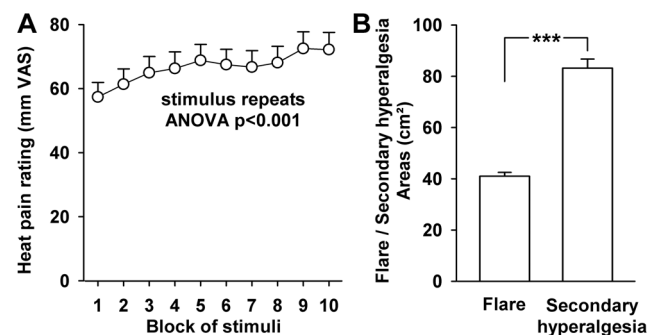 A
Heat pain rating (mm VAS)
80
60
40
20
0
stimulus repeats
ANOVA p<0.001
1 2 3 4 5 6 7 8 9 10
Block of stimuli
B
Flare / Secondary hyperalgesia
Areas (cm²)
100
80
60
40
20
0
***
Flare
Secondary
hyperalgesia